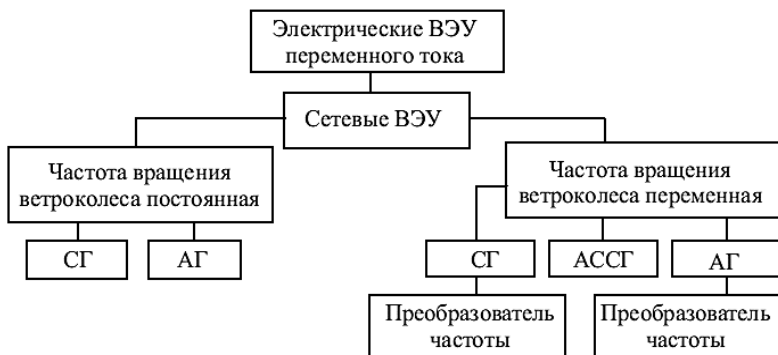 Электрические ВЭУ
переменного тока
Сетевые ВЭУ
Частота вращения
ветроколеса постоянная
Частота вращения
ветроколеса переменная
СГ
АГ
СГ
АССГ
АГ
Преобразователь
частоты
Преобразователь
частоты